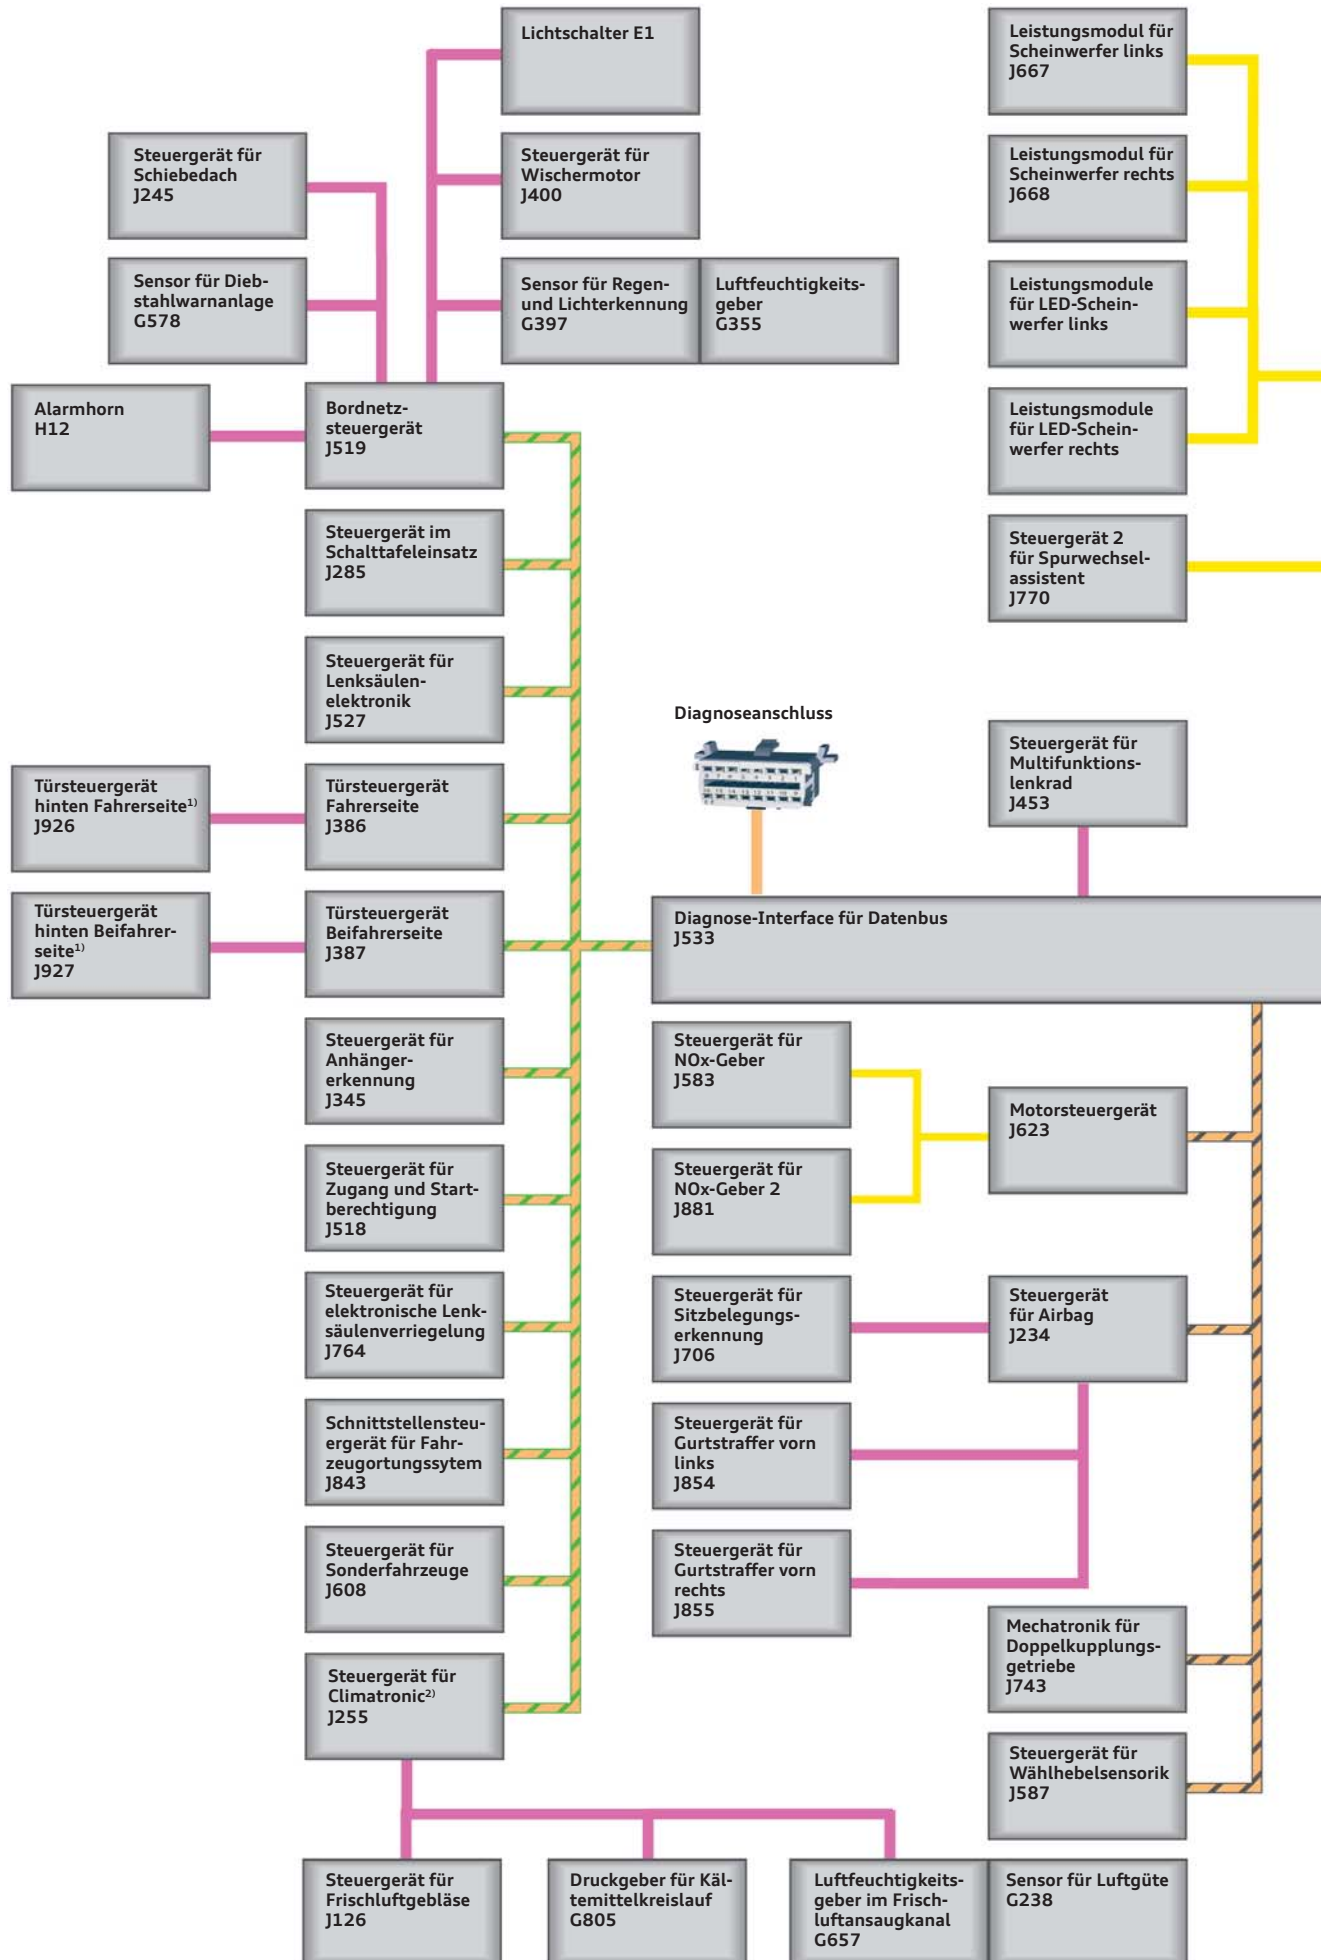 Lichtschalter E1
Leistungsmodul für
Scheinwerfer links
J667
Steuergerät für
Schiebedach
J245
Steuergerät für
Wischermotor
J400
Leistungsmodul für
Scheinwerfer rechts
J668
Sensor für Dieb-
stahlwarnanlage
G578
Sensor für Regen-
und Lichterkennung
G397
Luftfeuchtigkeits-
geber
G355
Leistungsmodule
für LED-Schein-
werfer links
Alarmhorn
H12
Bordnetz-
steuergerät
J519
Leistungsmodule
für LED-Schein-
werfer rechts
Steuergerät im
Schalttafeleinsatz
J285
Steuergerät 2
für Spurwechsel-
assistent
J770
Steuergerät für
Lenksäulen-
elektronik
J527
Diagnoseanschluss
Steuergerät für
Multifunktions-
lenkrad
J453
Türsteuergerät
hinten Fahrerseite1)
J926
Türsteuergerät
Fahrerseite
J386
Türsteuergerät
hinten Beifahrer-
seite1)
J927
Türsteuergerät
Beifahrerseite
J387
Diagnose-Interface für Datenbus
J533
Steuergerät für
Anhänger-
erkennung
J345
Steuergerät für
NOx-Geber
J583
Motorsteuergerät
J623
Steuergerät für
Zugang und Start-
berechtigung
J518
Steuergerät für
NOx-Geber 2
J881
Steuergerät für
elektronische Lenk-
säulenverriegelung
J764
Steuergerät für
Sitzbelegungs-
erkennung
J706
Steuergerät
für Airbag
J234
Schnittstellensteu-
ergerät für Fahr-
zeugortungssytem
J843
Steuergerät für
Gurtstraffer vorn
links
J854
Steuergerät für
Sonderfahrzeuge
J608
Steuergerät für
Gurtstraffer vorn
rechts
J855
Mechatronik für
Doppelkupplungs-
getriebe
J743
Steuergerät für
Climatronic2)
J255
Steuergerät für
Wählhebelsensorik
J587
Steuergerät für
Frischluftgebläse
J126
Druckgeber für Käl-
temittelkreislauf
G805
Luftfeuchtigkeits-
geber im Frisch-
luftansaugkanal
G657
Sensor für Luftgüte
G238